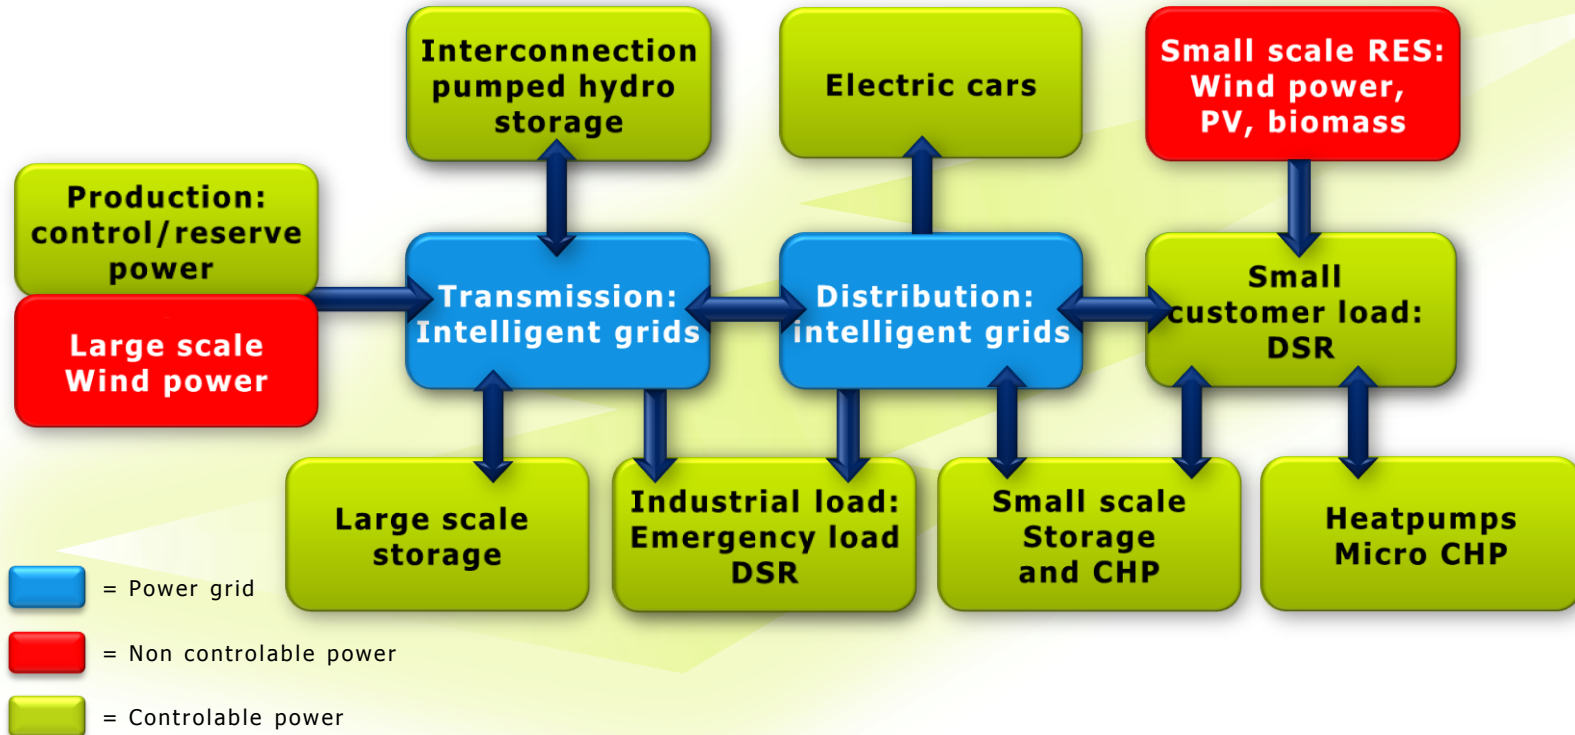 Interconnection
pumped hydro
storage
Electric cars
Small scale RES:
Wind power,
PV, biomass
Production:
control/reserve
power
Large scale
Wind power
Transmission:
Intelligent grids
Distribution:
intelligent grids
Small
customer load:
DSR
Large scale
storage
Industrial load:
Emergency load
DSR
Small scale
Storage
and CHP
Heatpumps
Micro CHP
= Power grid
= Non controlable power
= Controlable power